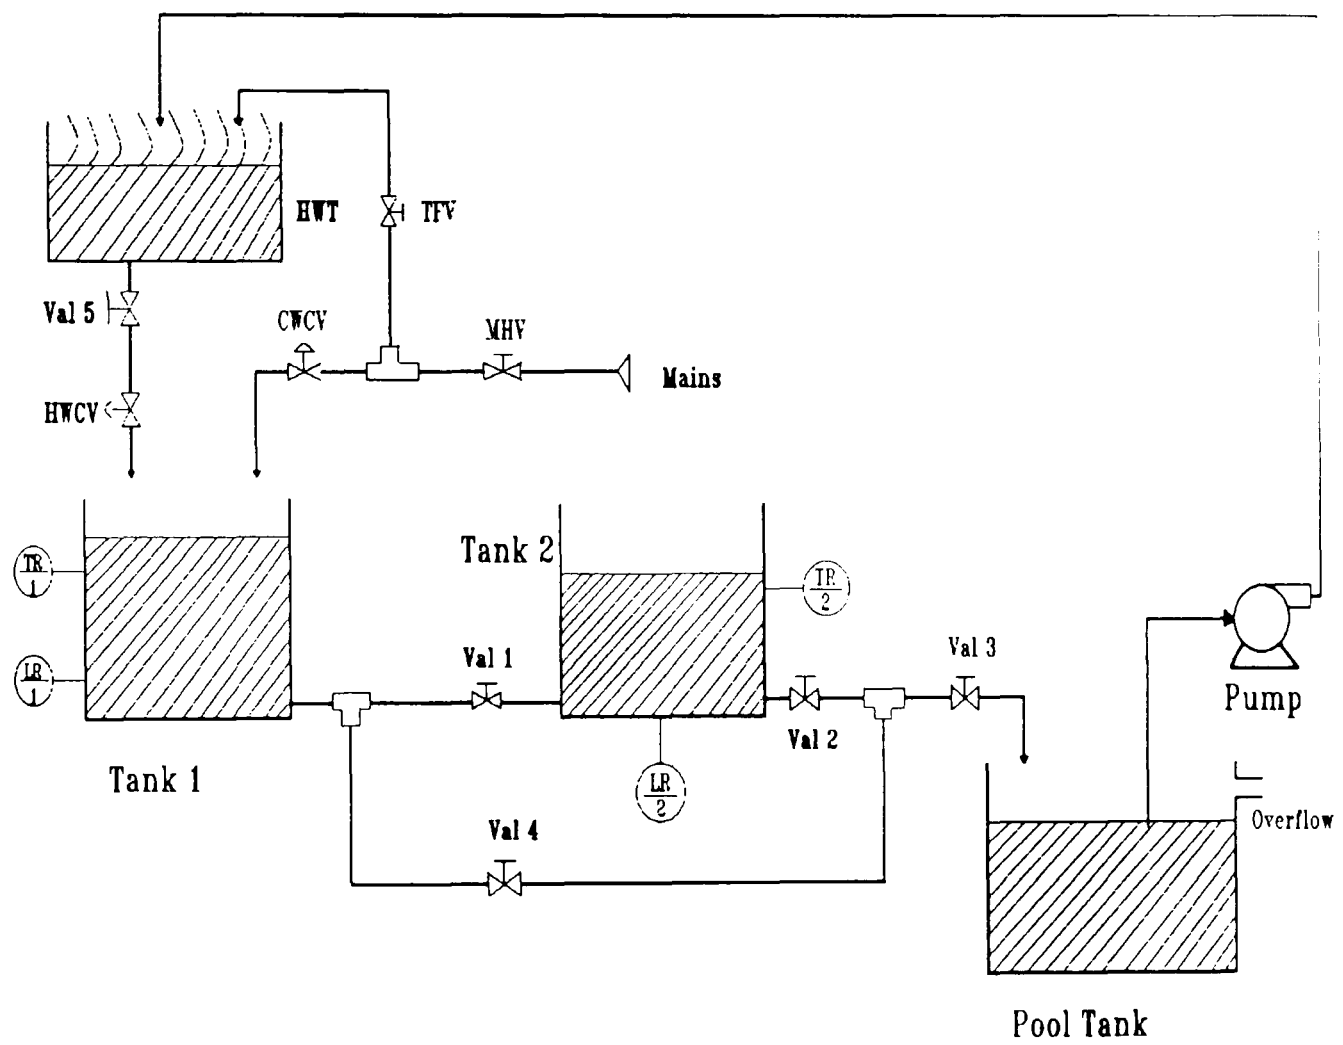 HWT
TFV
Val 5
CWCV
MHV
Mains
HWCV
Tank 2
TR
1
TR
2
LR
1
Val 1
Val 3
Pump
Val 2
Tank 1
LR
2
Val 4
Overflow
Pool Tank